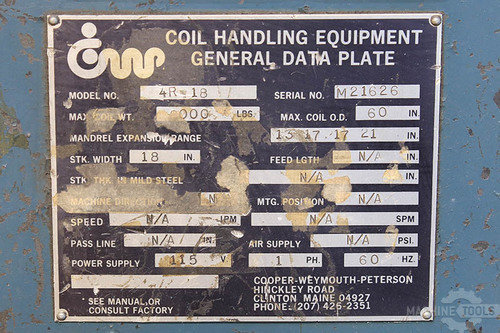 COIL HANDLING EQUIPMENT
GENERAL DATA PLATE
MODEL NO. 4R-18 SERIAL NO. M21626
MAX. COIL WT. 000 LBS MAX. COIL O.D. 60 IN.
MANDREL EXPANSION RANGE 13 17.17 21 IN.
STK. WIDTH 18 IN. FEED LGTH N/A IN.
STK. THK. IN MILD STEEL
MACHINE DIRECTION N MTG. POSITION N/A
SPEED N/A IPM N/A SPM
PASS LINE N/A IN. AIR SUPPLY N/A PSI.
POWER SUPPLY 115 V 1 PH. 60 HZ.
COOPER-WEYMOUTH-PETERSON
HINCKLEY ROAD
SEE MANUAL OR CLINTON MAINE 04927
CONSULT FACTORY PHONE: (207) 426-2351
MACHINE TOOLS